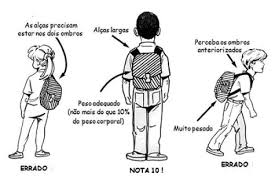 As alças precisam
estar nos dois ombros
Alças largas
Perceba os ombros
anteriorizados
Peso adequado
(não mais do que 10%
do peso corporal)
Muito pesado
ERRADO
NOTA 10 !
ERRADO